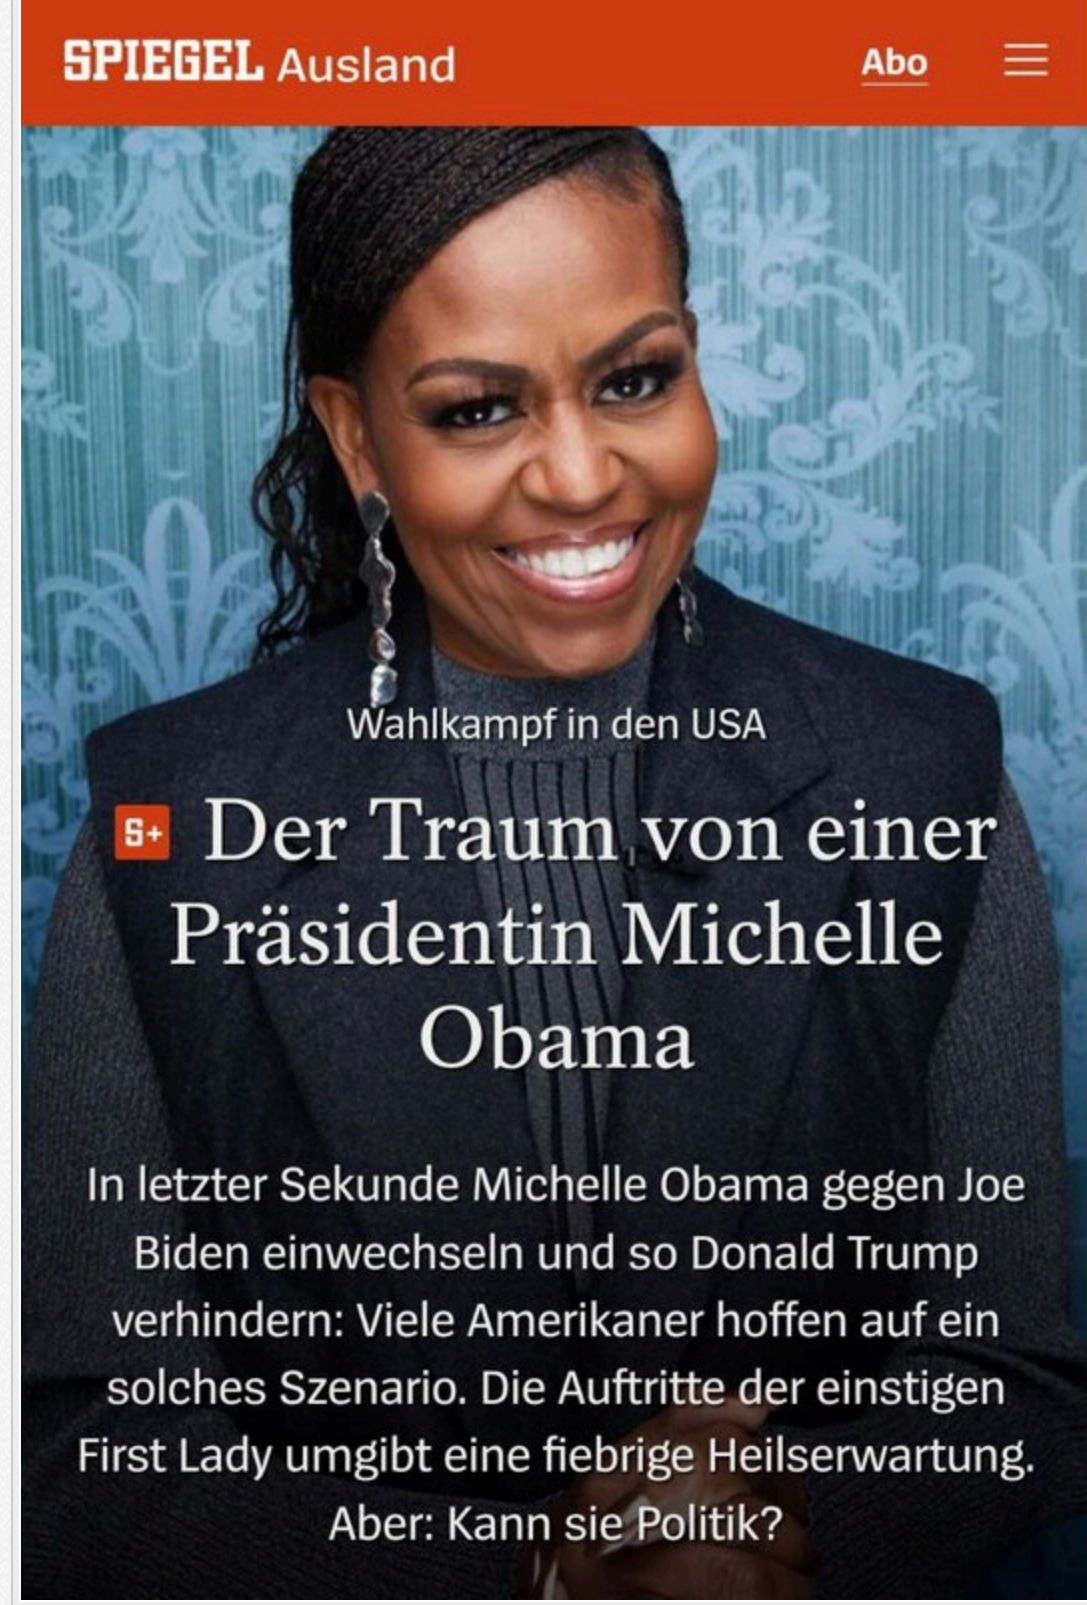 SPIEGEL Ausland
Abo
Wahlkampf in den USA
S+ Der Traum von einer
Präsidentin Michelle
Obama
In letzter Sekunde Michelle Obama gegen Joe
Biden einwechseln und so Donald Trump
verhindern: Viele Amerikaner hoffen auf ein
solches Szenario. Die Auftritte der einstigen
First Lady umgibt eine fiebrige Heilserwartung.
Aber: Kann sie Politik?